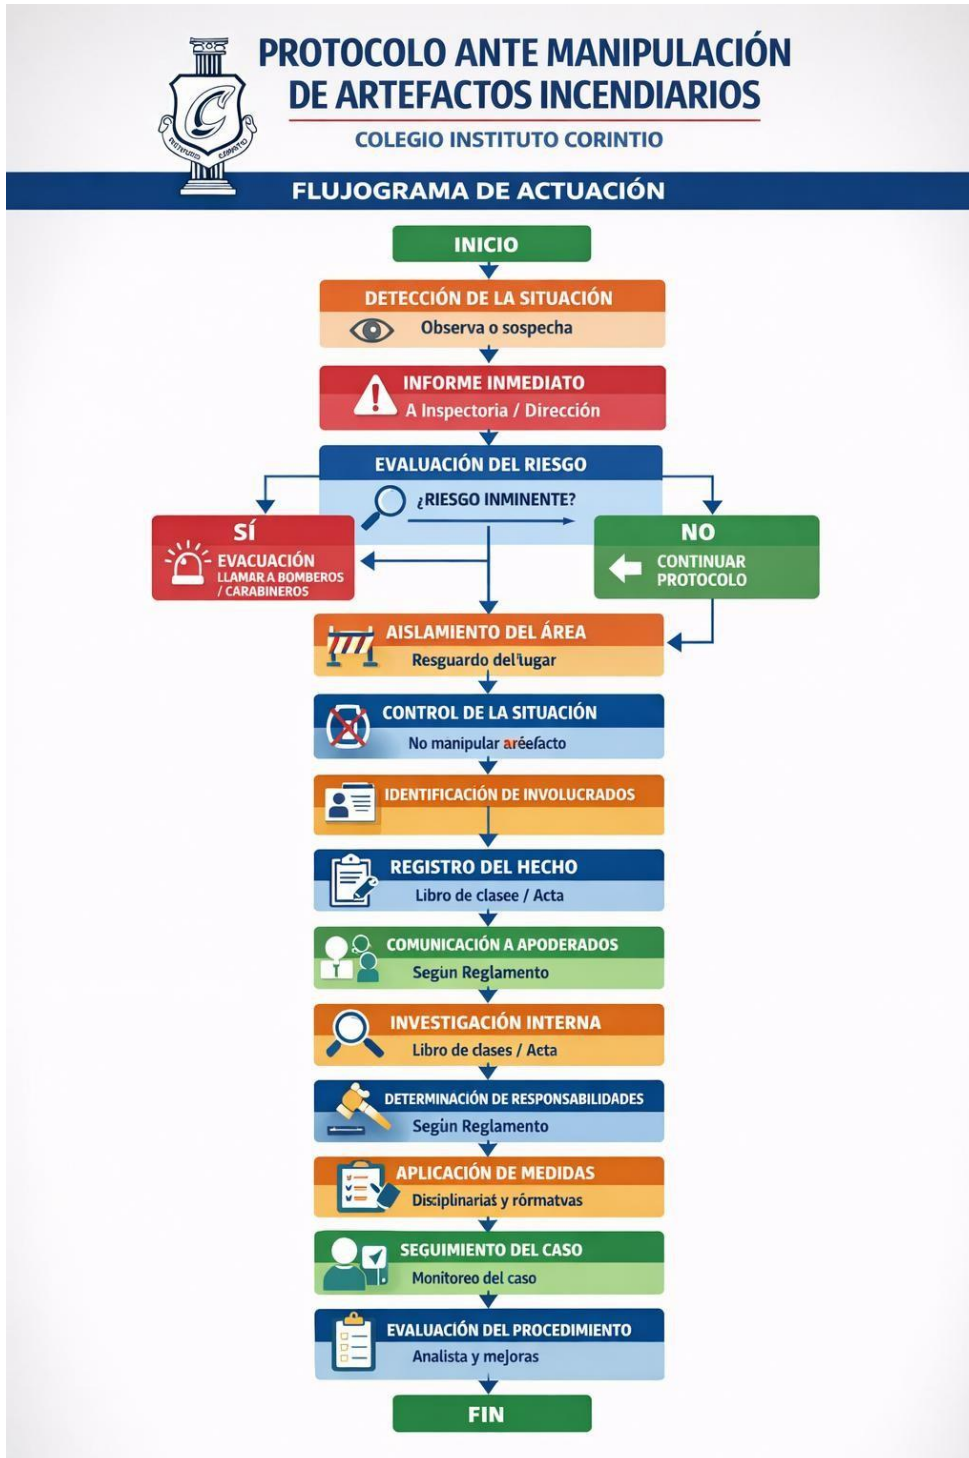 PROTOCOLO ANTE MANIPULACIÓN
DE ARTEFACTOS INCENDIARIOS
COLEGIO INSTITUTO CORINTIO
FLUJOGRAMA DE ACTUACIÓN
INICIO
DETECCIÓN DE LA SITUACIÓN
Observa o sospecha
INFORME INMEDIATO
A Inspectoria / Dirección
EVALUACIÓN DEL RIESGO
¿RIESGO INMINENTE?
SÍ
EVACUACIÓN
LLAMAR A BOMBEROS
/ CARABINEROS
NO
CONTINUAR
PROTOCOLO
AISLAMIENTO DEL ÁREA
Resguardo del lugar
CONTROL DE LA SITUACIÓN
No manipular aréefacto
IDENTIFICACIÓN DE INVOLUCRADOS
REGISTRO DEL HECHO
Libro de clasee / Acta
COMUNICACIÓN A APODERADOS
Según Reglamento
INVESTIGACIÓN INTERNA
Libro de clases / Acta
DETERMINACIÓN DE RESPONSABILIDADES
Según Reglamento
APLICACIÓN DE MEDIDAS
Disciplinarias y rórmatvas
SEGUIMIENTO DEL CASO
Monitoreo del caso
EVALUACIÓN DEL PROCEDIMIENTO
Analista y mejoras
FIN